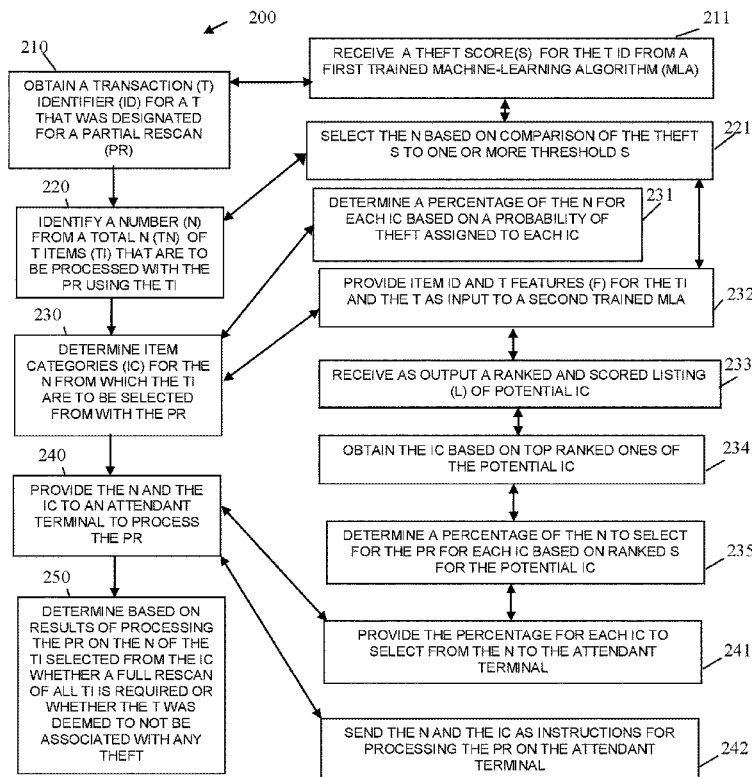 200
210
OBTAIN A TRANSACTION (T)
IDENTIFIER (ID) FOR A T
THAT WAS DESIGNATED
FOR A PARTIAL RESCAN
(PR)
211
RECEIVE A THEFT SCORE(S) FOR THE T ID FROM A
FIRST TRAINED MACHINE-LEARNING ALGORITHM (MLA)
221
SELECT THE N BASED ON COMPARISON OF THE THEFT
S TO ONE OR MORE THRESHOLD S
220
IDENTIFY A NUMBER (N)
FROM A TOTAL N (TN) OF
T ITEMS (TI) THAT ARE TO
BE PROCESSED WITH THE
PR USING THE TI
231
DETERMINE A PERCENTAGE OF THE N FOR
EACH IC BASED ON A PROBABILITY OF
THEFT ASSIGNED TO EACH IC
232
PROVIDE ITEM ID AND T FEATURES (F) FOR THE TI
AND THE T AS INPUT TO A SECOND TRAINED MLA
230
DETERMINE ITEM
CATEGORIES (IC) FOR THE
N FROM WHICH THE TI
ARE TO BE SELECTED
FROM WITH THE PR
233
RECEIVE AS OUTPUT A RANKED AND SCORED LISTING
(L) OF POTENTIAL IC
234
OBTAIN THE IC BASED ON TOP RANKED ONES OF
THE POTENTIAL IC
240
PROVIDE THE N AND THE
IC TO AN ATTENDANT
TERMINAL TO PROCESS
THE PR
235
DETERMINE A PERCENTAGE OF THE N TO SELECT
FOR THE PR FOR EACH IC BASED ON RANKED S
FOR THE POTENTIAL IC
250
DETERMINE BASED ON
RESULTS OF PROCESSING
THE PR ON THE N OF THE
TI SELECTED FROM THE IC
WHETHER A FULL RESCAN
OF ALL TI IS REQUIRED OR
WHETHER THE T WAS
DEEMED TO NOT BE
ASSOCIATED WITH ANY
THEFT
241
PROVIDE THE PERCENTAGE FOR EACH IC TO
SELECT FROM THE N TO THE ATTENDANT
TERMINAL
242
SEND THE N AND THE IC AS INSTRUCTIONS FOR
PROCESSING THE PR ON THE ATTENDANT
TERMINAL